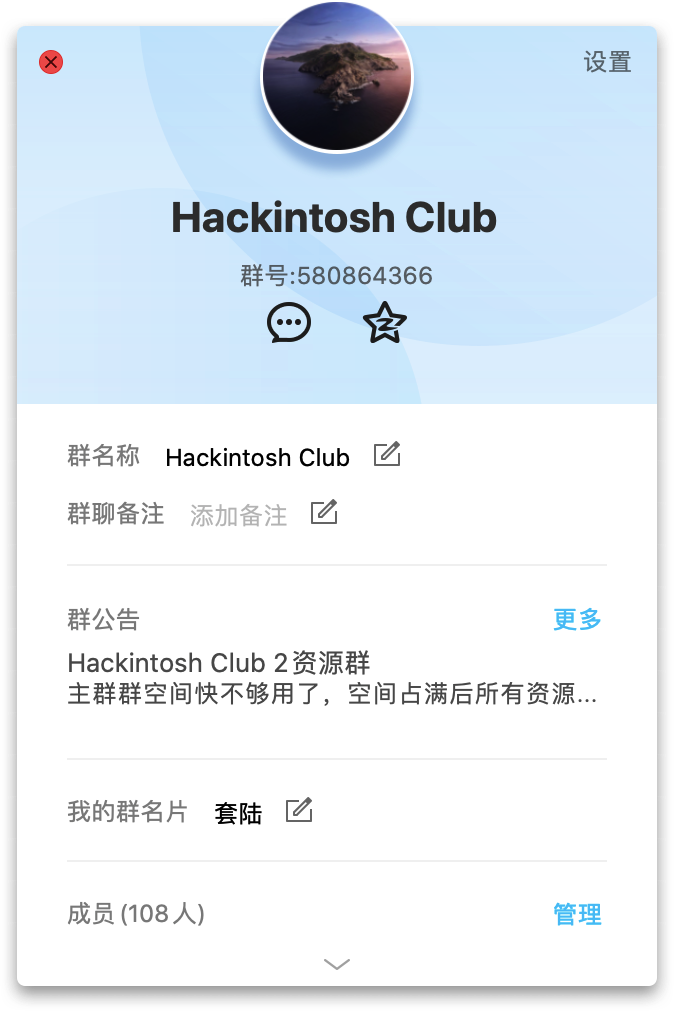 设置
Hackintosh Club
群号:580864366
群名称 Hackintosh Club
群聊备注 添加备注
群公告 更多
Hackintosh Club 2资源群
主群群空间快不够用了，空间占满后所有资源...
我的群名片 套陆
成员(108人) 管理